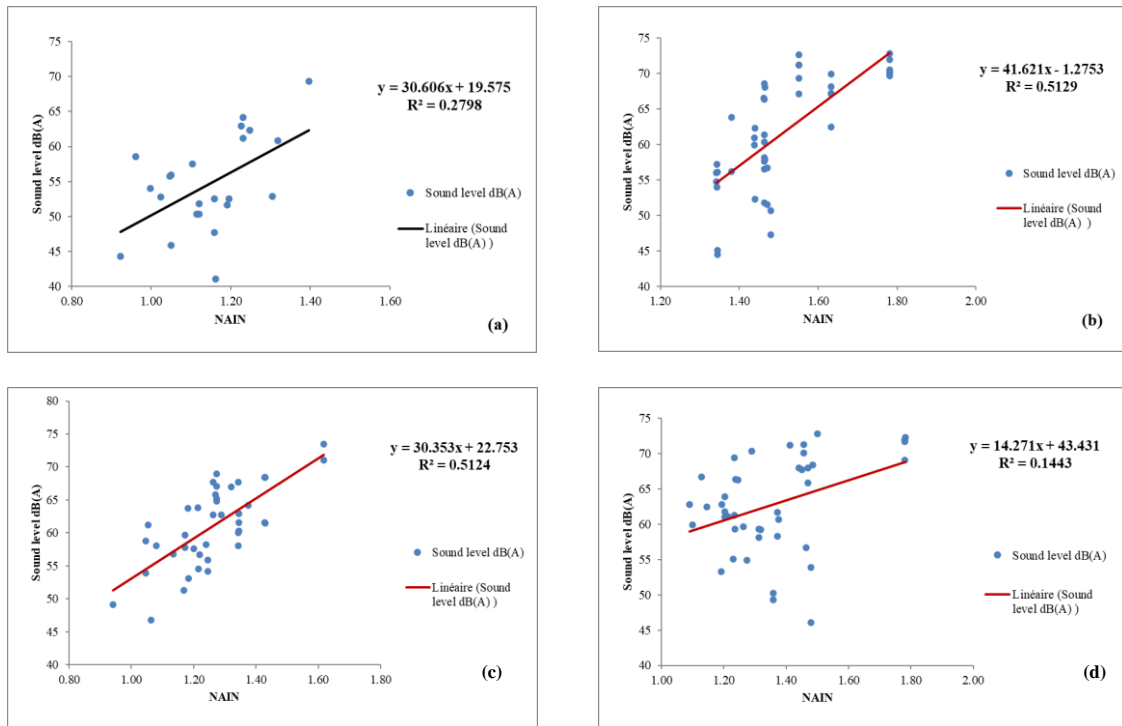 75
70
65
60
55
50
45
40
Sound level dB(A)
0.80
1.00
1.20
1.40
1.60
NAIN
y = 30.606x + 19.575
R² = 0.2798
Sound level dB(A)
Linéaire (Sound
level dB(A) )
(a)
75
70
65
60
55
50
45
40
Sound level dB(A)
1.20
1.40
1.60
1.80
2.00
NAIN
y = 41.621x - 1.2753
R² = 0.5129
Sound level dB(A)
Linéaire (Sound
level dB(A) )
(b)
80
75
70
65
60
55
50
45
40
Sound level dB(A)
0.80
1.00
1.20
1.40
1.60
1.80
NAIN
y = 30.353x + 22.753
R² = 0.5124
Sound level dB(A)
Linéaire (Sound
level dB(A) )
(c)
75
70
65
60
55
50
45
40
Sound level dB(A)
1.00
1.20
1.40
1.60
1.80
2.00
NAIN
y = 14.271x + 43.431
R² = 0.1443
Sound level dB(A)
Linéaire (Sound
level dB(A) )
(d)